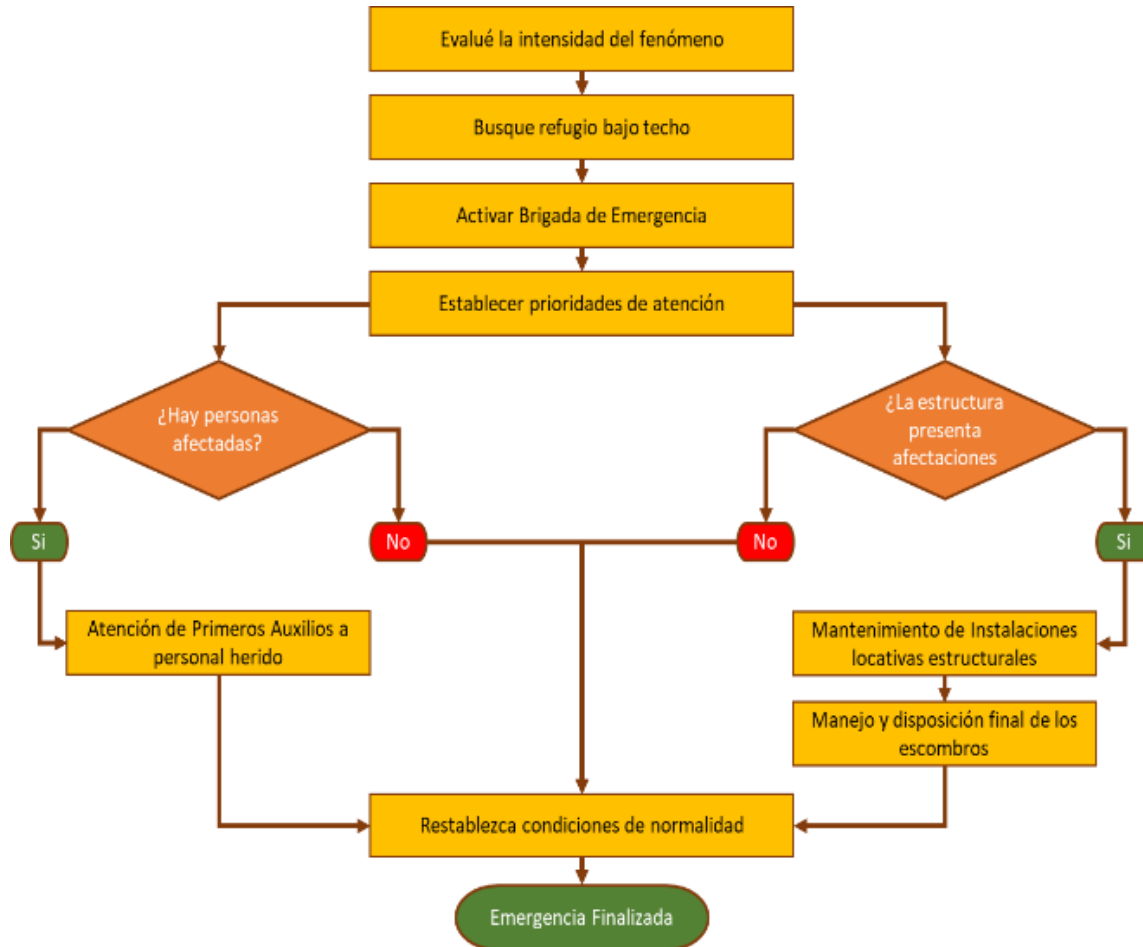 Evalué la intensidad del fenómeno
Busque refugio bajo techo
Activar Brigada de Emergencia
Establecer prioridades de atención
¿Hay personas
afectadas?
¿La estructura
presenta
afectaciones
Si
No
No
Si
Atención de Primeros Auxilios a
personal herido
Mantenimiento de Instalaciones
locativas estructurales
Manejo y disposición final de los
escombros
Restablezca condiciones de normalidad
Emergencia Finalizada